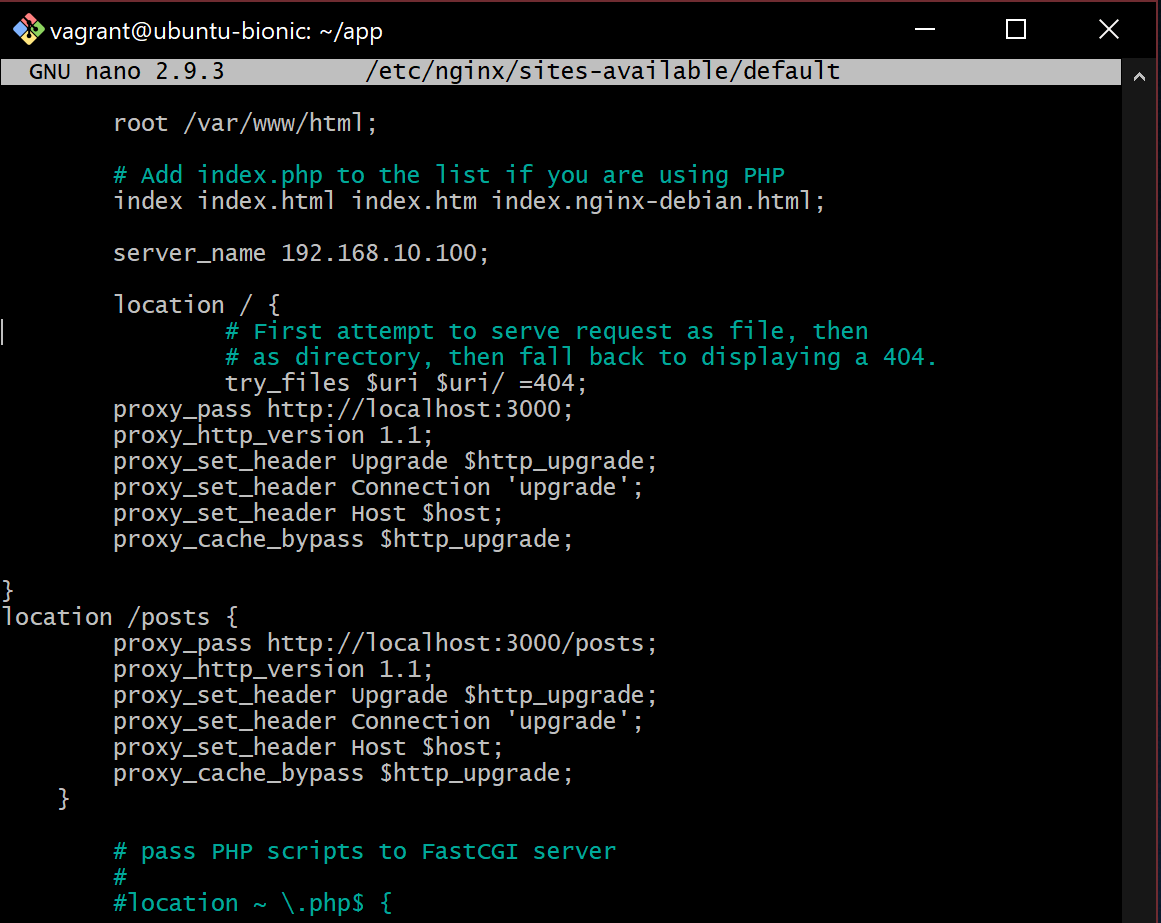 vagrant@ubuntu-bionic: ~/app
GNU nano 2.9.3 /etc/nginx/sites-available/default
root /var/www/html;
# Add index.php to the list if you are using PHP
index index.html index.htm index.nginx-debian.html;
server_name 192.168.10.100;
location / {
# First attempt to serve request as file, then
# as directory, then fall back to displaying a 404.
try_files $uri $uri/ =404;
proxy_pass http://localhost:3000;
proxy_http_version 1.1;
proxy_set_header Upgrade $http_upgrade;
proxy_set_header Connection 'upgrade';
proxy_set_header Host $host;
proxy_cache_bypass $http_upgrade;
}
location /posts {
proxy_pass http://localhost:3000/posts;
proxy_http_version 1.1;
proxy_set_header Upgrade $http_upgrade;
proxy_set_header Connection 'upgrade';
proxy_set_header Host $host;
proxy_cache_bypass $http_upgrade;
}
# pass PHP scripts to FastCGI server
#
#location ~ \.php$ {